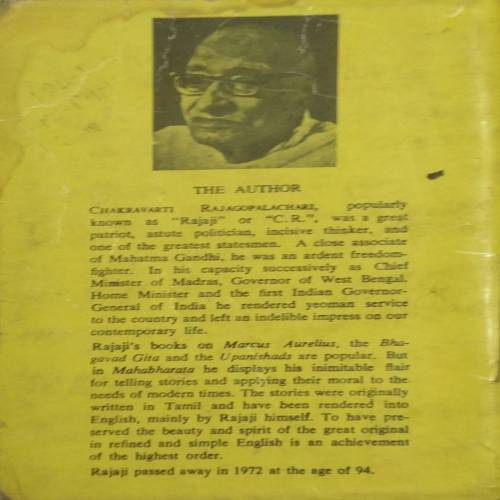 THE AUTHOR
CHAKRAVARTI RAJAGOPALACHARI, popularly
known as "Rajaji" or "C.R.", was a great
patriot, astute politician, incisive thinker, and
one of the greatest statesmen. A close associate
of Mahatma Gandhi, he was an ardent freedom-
fighter. In his capacity successively as Chief
Minister of Madras, Governor of West Bengal,
Home Minister and the first Indian Governor-
General of India he rendered yeoman service
to the country and left an indelible impress on our
contemporary life.
Rajaji's books on Marcus Aurelius, the Bha-
gavad Gita and the Upanishads are popular. But
in Mahabharata he displays his inimitable flair
for telling stories and applying their moral to the
needs of modern times. The stories were originally
written in Tamil and have been rendered into
English, mainly by Rajaji himself. To have pre-
served the beauty and spirit of the great original
in refined and simple English is an achievement
of the highest order.
Rajaji passed away in 1972 at the age of 94.